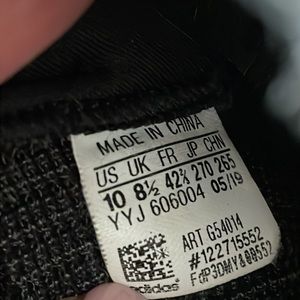 MADE IN CHINA
US UK FR JP CHN
10 8½ 42⅔ 270 265
YYJ 606004 05/19
ART G54014
#122715552
adidas